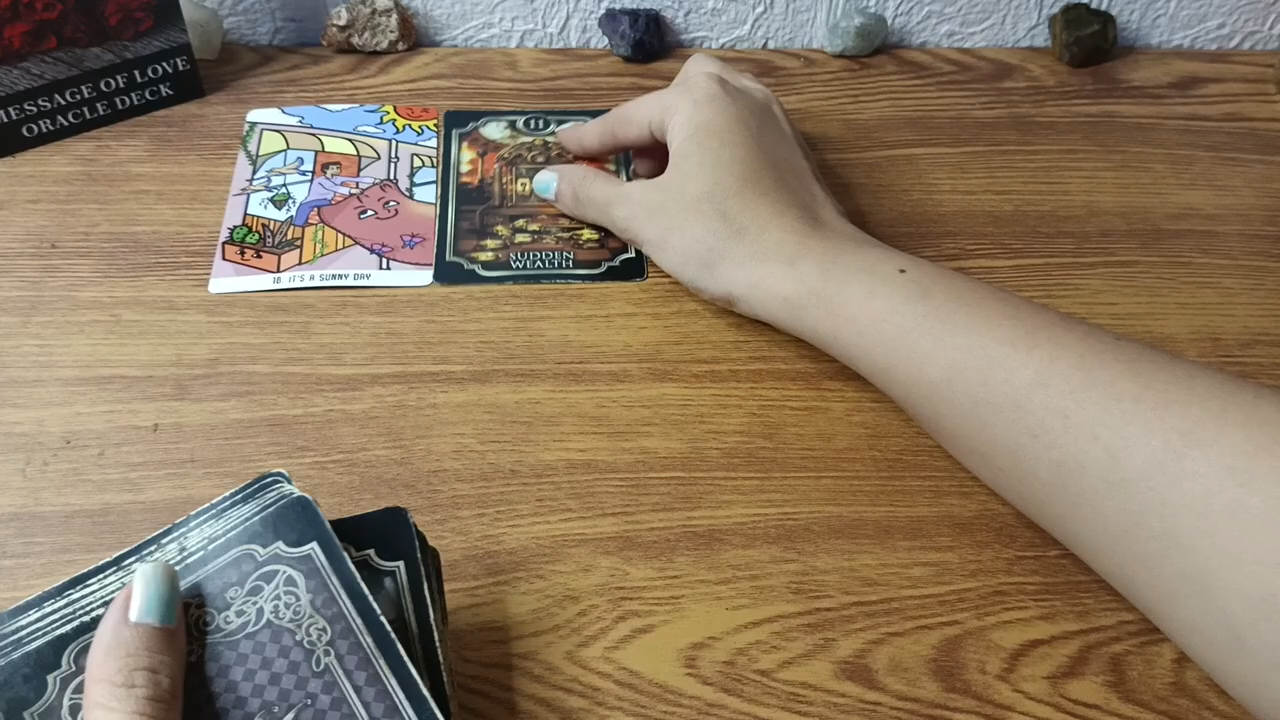 MESSAGE OF LOVE
ORACLE DECK
18. IT'S A SUNNY DAY
11
SUDDEN
WEALTH